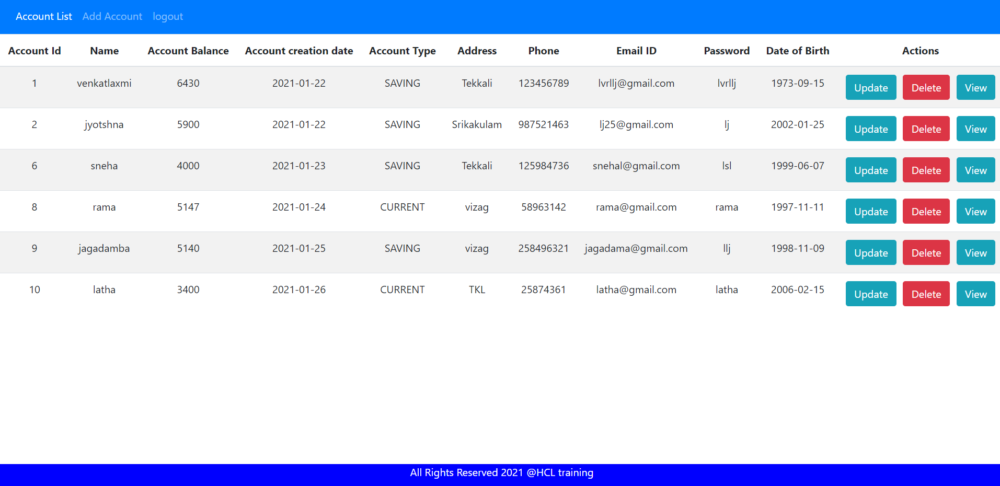 Account List Add Account logout
Account Id Name Account Balance Account creation date Account Type Address Phone Email ID Password Date of Birth Actions
1 venkatlaxmi 6430 2021-01-22 SAVING Tekkali 123456789 lvrllj@gmail.com lvrllj 1973-09-15 Update Delete View
2 jyotshna 5900 2021-01-22 SAVING Srikakulam 987521463 lj25@gmail.com lj 2002-01-25 Update Delete View
6 sneha 4000 2021-01-23 SAVING Tekkali 125984736 snehal@gmail.com lsl 1999-06-07 Update Delete View
8 rama 5147 2021-01-24 CURRENT vizag 58963142 rama@gmail.com rama 1997-11-11 Update Delete View
9 jagadamba 5140 2021-01-25 SAVING vizag 258496321 jagadama@gmail.com llj 1998-11-09 Update Delete View
10 latha 3400 2021-01-26 CURRENT TKL 25874361 latha@gmail.com latha 2006-02-15 Update Delete View
All Rights Reserved 2021 @HCL training